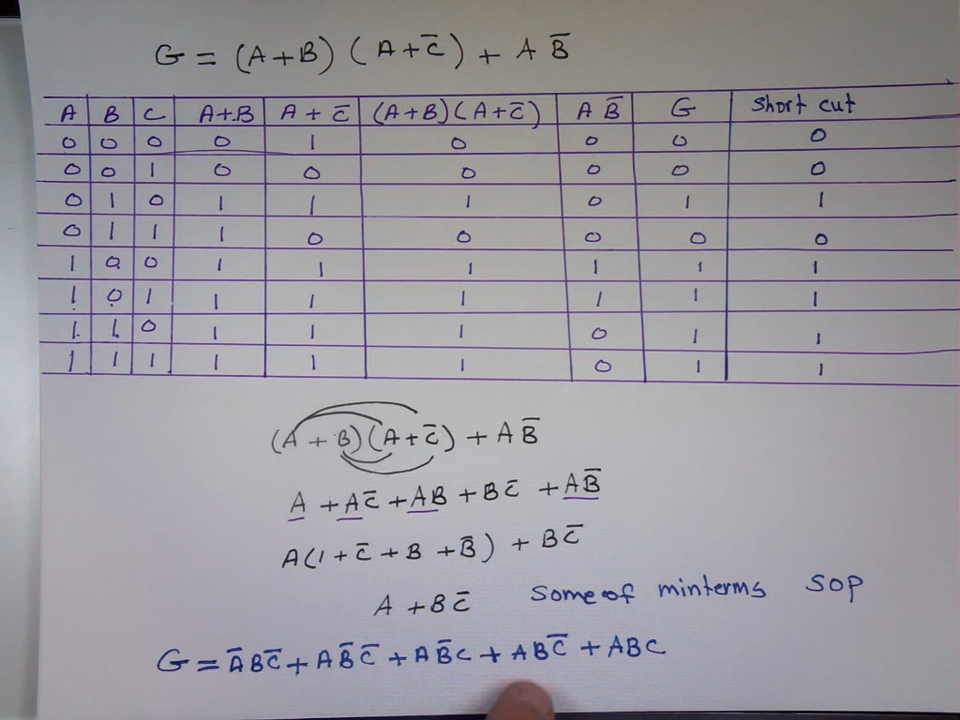 G = (A+B) (A+C̅) + A B̅
A B C A+B A + C̅ (A+B)(A+C̅) A B̅ G Short cut
0 0 0 0 1 0 0 0 0
0 0 1 0 0 0 0 0 0
0 1 0 1 1 1 0 1 1
0 1 1 1 0 0 0 0 0
1 0 0 1 1 1 1 1 1
1 0 1 1 1 1 1 1 1
1 1 0 1 1 1 0 1 1
1 1 1 1 1 1 0 1 1
(A + B)(A+C̅) + A B̅
A + AC̅ + AB + BC̅ + AB̅
A(1 + C̅ + B + B̅) + BC̅
A + BC̅ Some of minterms SOP
G = A̅BC̅ + AB̅C̅ + AB̅C + ABC̅ + ABC